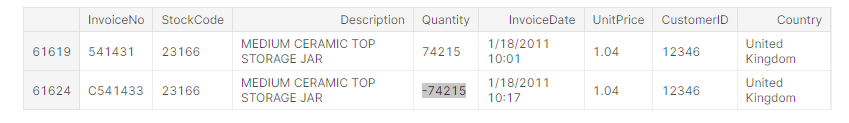 InvoiceNo StockCode Description Quantity InvoiceDate UnitPrice CustomerID Country
61619 541431 23166 MEDIUM CERAMIC TOP STORAGE JAR 74215 1/18/2011 10:01 1.04 12346 United Kingdom
61624 C541433 23166 MEDIUM CERAMIC TOP STORAGE JAR -74215 1/18/2011 10:17 1.04 12346 United Kingdom